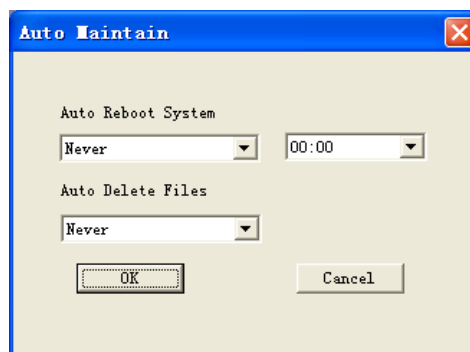 Auto Maintain
Auto Reboot System
Never 00:00
Auto Delete Files
Never
OK Cancel